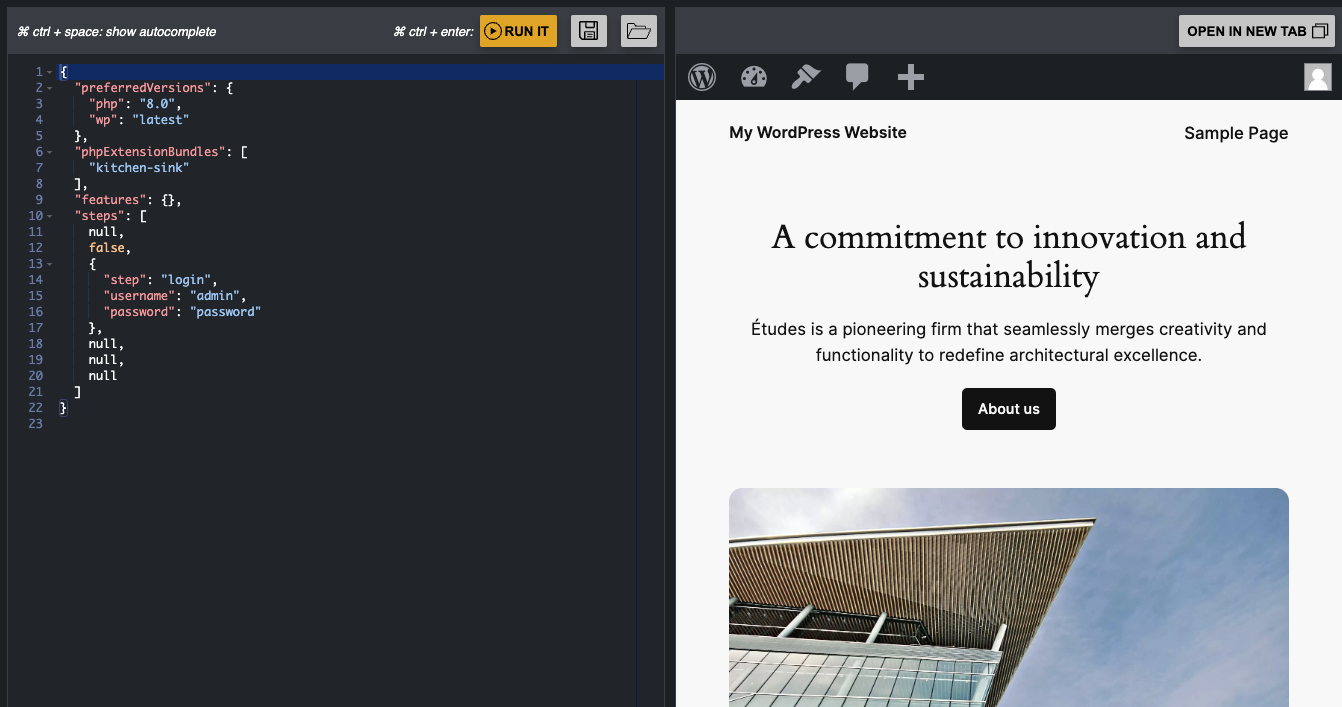 ⌘ ctrl + space: show autocomplete
⌘ ctrl + enter:
RUN IT
1 {
2 "preferredVersions": {
3 "php": "8.0",
4 "wp": "latest"
5 },
6 "phpExtensionBundles": [
7 "kitchen-sink"
8 ],
9 "features": {},
10 "steps": [
11 null,
12 false,
13 {
14 "step": "login",
15 "username": "admin",
16 "password": "password"
17 },
18 null,
19 null,
20 null
21 ]
22 }
23
OPEN IN NEW TAB
My WordPress Website
Sample Page
A commitment to innovation and
sustainability
Études is a pioneering firm that seamlessly merges creativity and
functionality to redefine architectural excellence.
About us